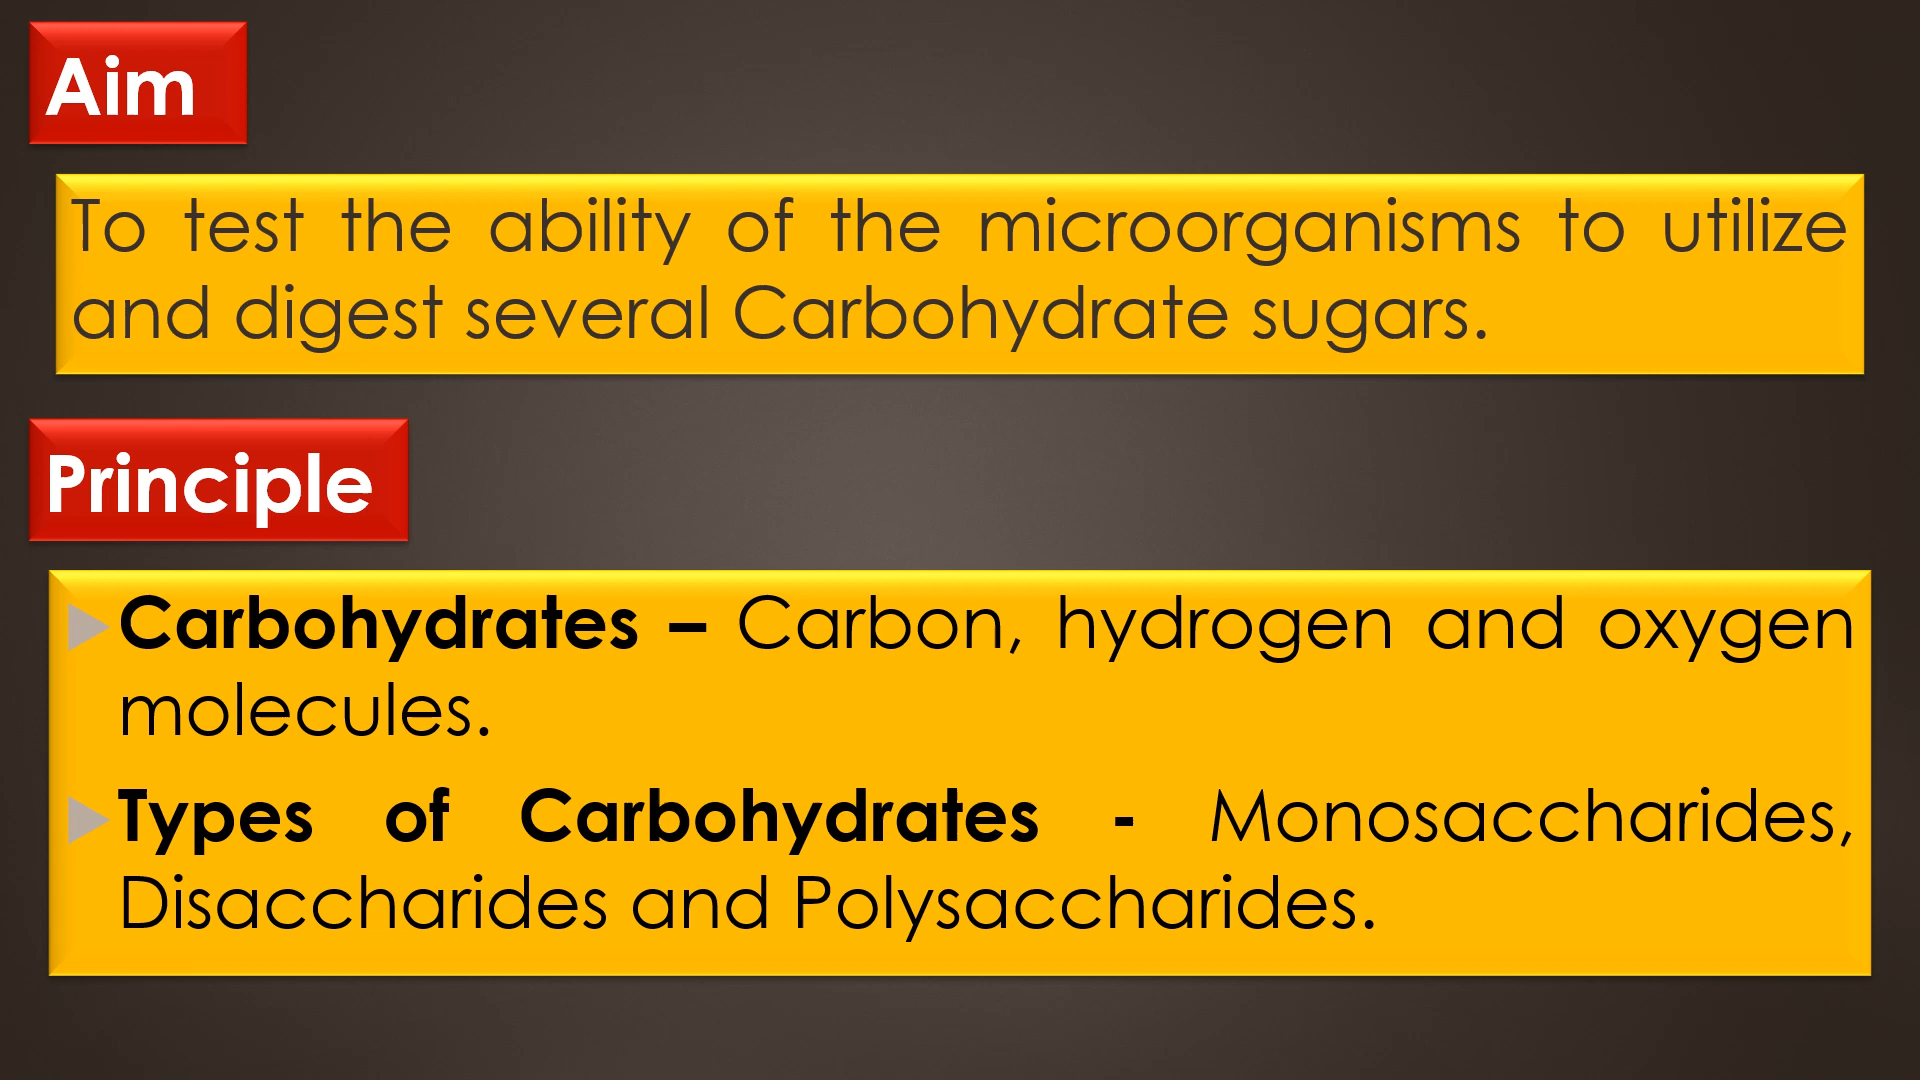 Aim
To test the ability of the microorganisms to utilize
and digest several Carbohydrate sugars.
Principle
Carbohydrates – Carbon, hydrogen and oxygen
molecules.
Types of Carbohydrates - Monosaccharides,
Disaccharides and Polysaccharides.